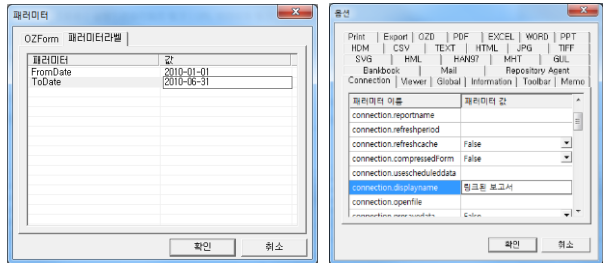 패러미터
OZForm 패러미터라벨
패러미터 값
FromDate 2010-01-01
ToDate 2010-06-31
확인 취소
옵션
Print Export OZD PDF EXCEL WORD PPT
HDM CSV TEXT HTML JPG TIFF
SVG HML HAN97 MHT GUL
Bankbook Mail Repository Agent
Connection Viewer Global Information Toolbar Memo
패러미터 이름 패러미터 값
connection.reportname
connection.refreshperiod
connection.refreshcache False
connection.compressedForm False
connection.usescheduleddata
connection.displayname 링크된 보고서
connection.openfile
False
확인 취소